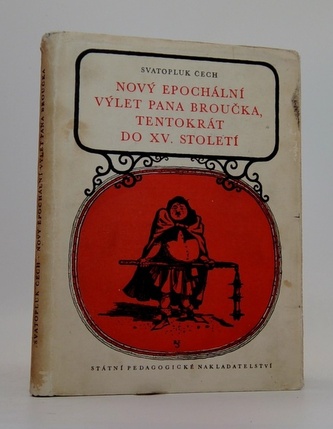 SVATOPLUK ČECH
NOVÝ EPOCHÁLNÍ
VÝLET PANA BROUČKA,
TENTOKRÁT
DO XV. STOLETÍ
STÁTNÍ PEDAGOGICKÉ NAKLADATELSTVÍ
SVATOPLUK ČECH NOVÝ EPOCHÁLNÍ VÝLET PANA BROUČKA